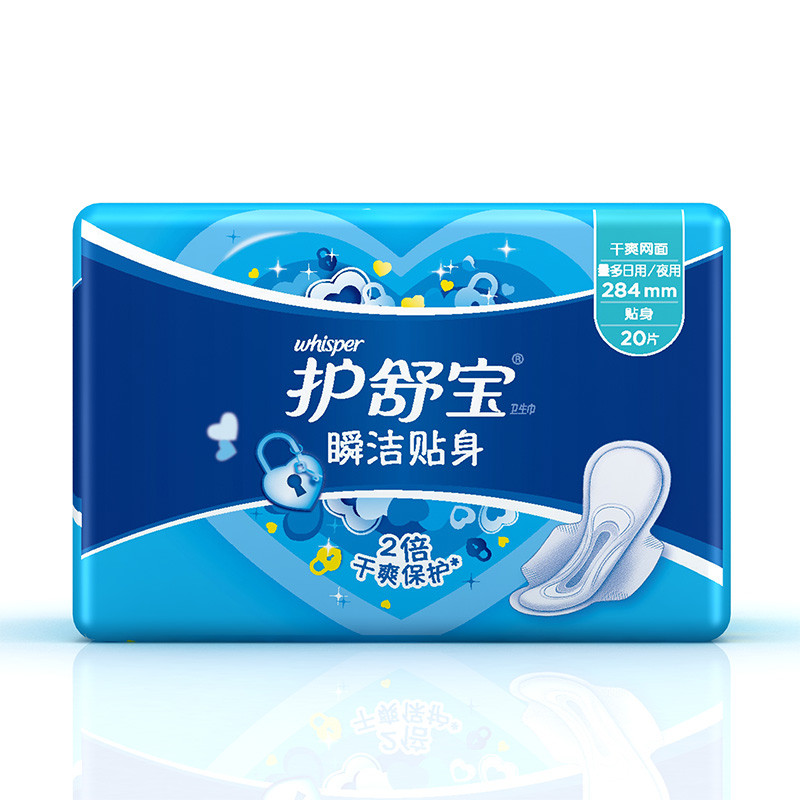 干爽网面
量多日用/夜用
284mm
贴身
20片
whisper
护舒宝®
卫生巾
瞬洁贴身
2倍
干爽保护*